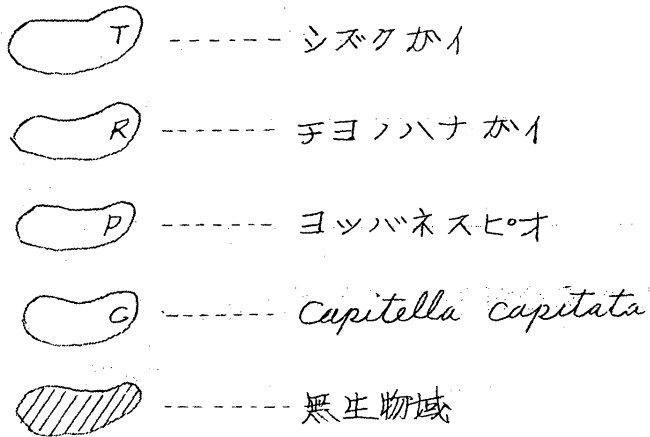 T ------ シズクガイ
R ------ チヨノハナガイ
P ------ ヨツバネスピオ
C ------ Capitella capitata
------ 無生物域